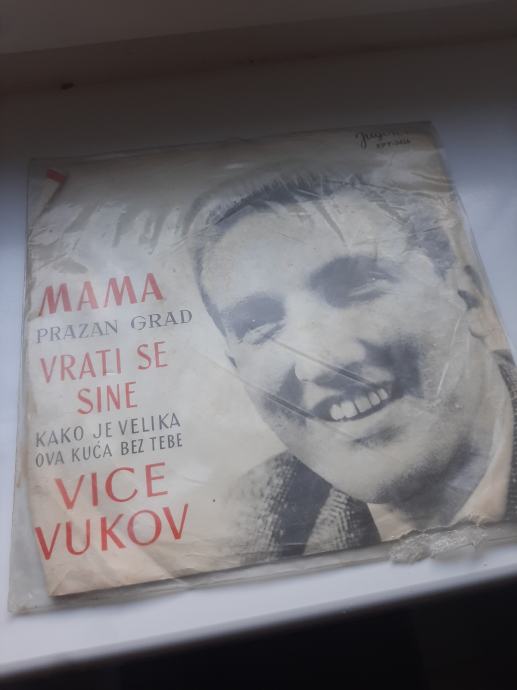 MAMA
PRAZAN GRAD
VRATI SE
SINE
KAKO JE VELIKA
OVA KUĆA BEZ TEBE
VICE
VUKOV